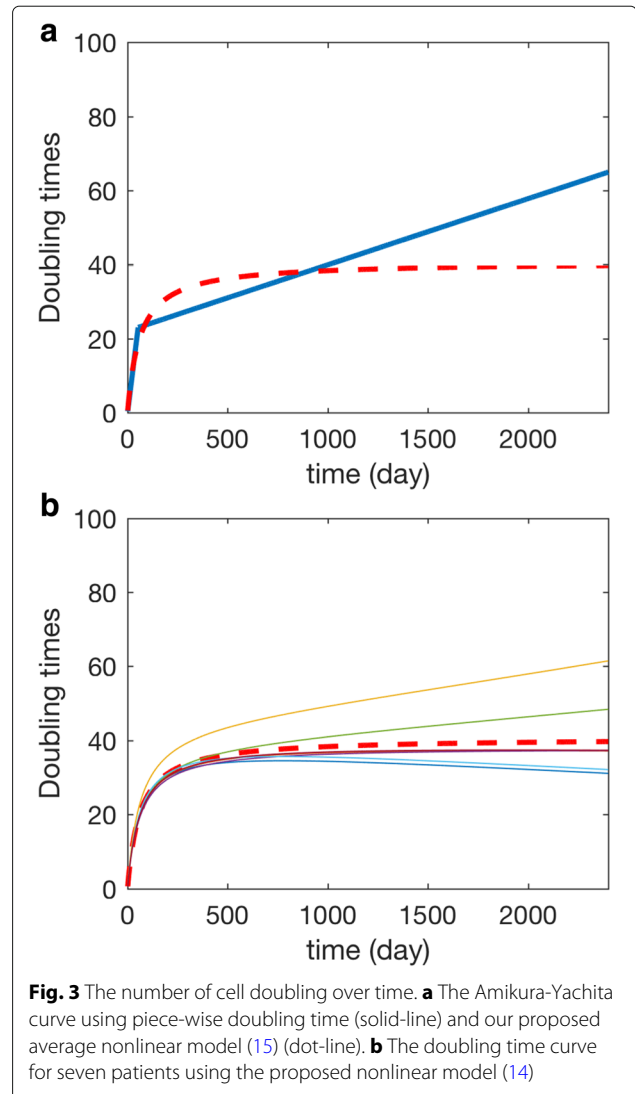 a
100
80
60
40
20
0
Doubling times
0 500 1000 1500 2000
time (day)
b
100
80
60
40
20
0
Doubling times
0 500 1000 1500 2000
time (day)
Fig. 3 The number of cell doubling over time. a The Amikura-Yachita
curve using piece-wise doubling time (solid-line) and our proposed
average nonlinear model (15) (dot-line). b The doubling time curve
for seven patients using the proposed nonlinear model (14)